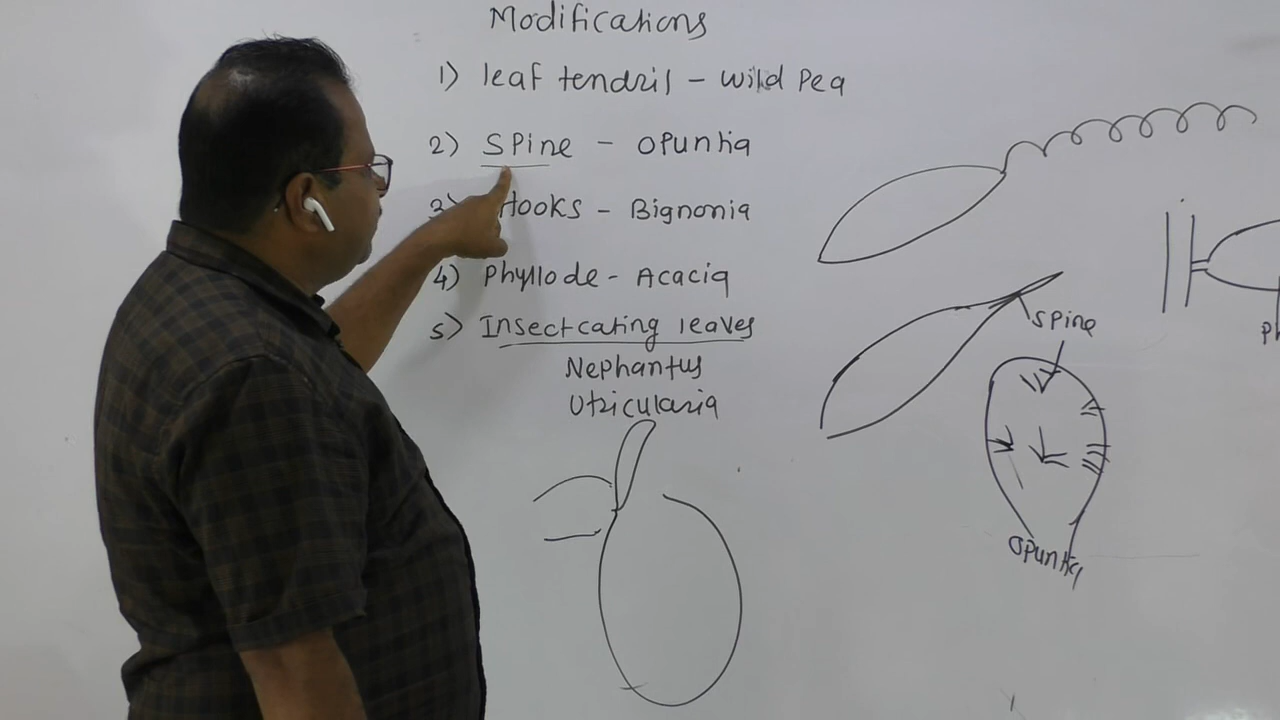 Modifications
1) leaf tendril - Wild Pea
2) Spine - Opuntia
Hooks - Bignonia
4) Phyllode - Acacia
5) Insectcating leaves
Nephantus
Utricularia
Spine
Opuntia
Ph